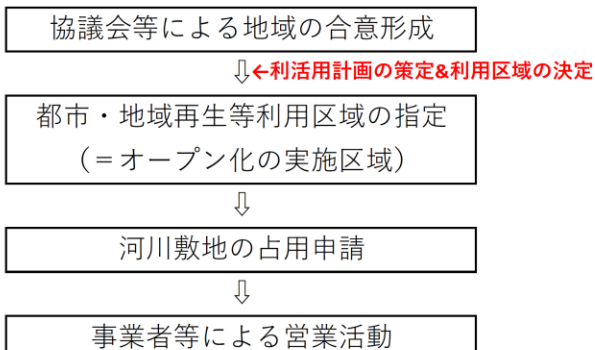 協議会等による地域の合意形成
⇩←利活用計画の策定&利用区域の決定
都市・地域再生等利用区域の指定
（＝オープン化の実施区域）
⇩
河川敷地の占用申請
⇩
事業者等による営業活動